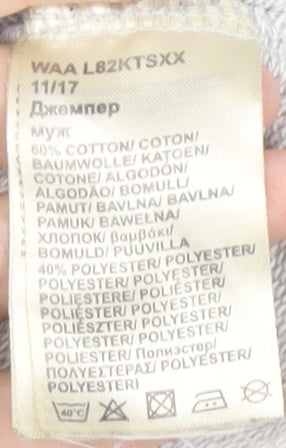 WAA L82KTSXX
11/17
Джемпер
муж
60% COTTON/ COTON/
BAUMWOLLE/ KATOEN/
COTONE/ ALGODÓN/
ALGODÃO/ BOMULL/
PAMUT/ BAVLNA/ BAVLNA/
PAMUK/ BAWEŁNA/
ХЛОПОК/ βαμβάκι/
BOMULD/ PUUVILLA
40% POLYESTER/ POLYESTER/
POLYESTER/ POLYESTER/
POLIESTERE/ POLIÉSTER/
POLIÉSTER/ POLYESTER/
POLIÉSZTER/ POLYESTER/
POLYESTER/ POLYESTER/
POLIESTER/ Полиэстер/
ΠΟΛΥΕΣΤΕΡΑΣ/ POLYESTER/
POLYESTERI
40°C